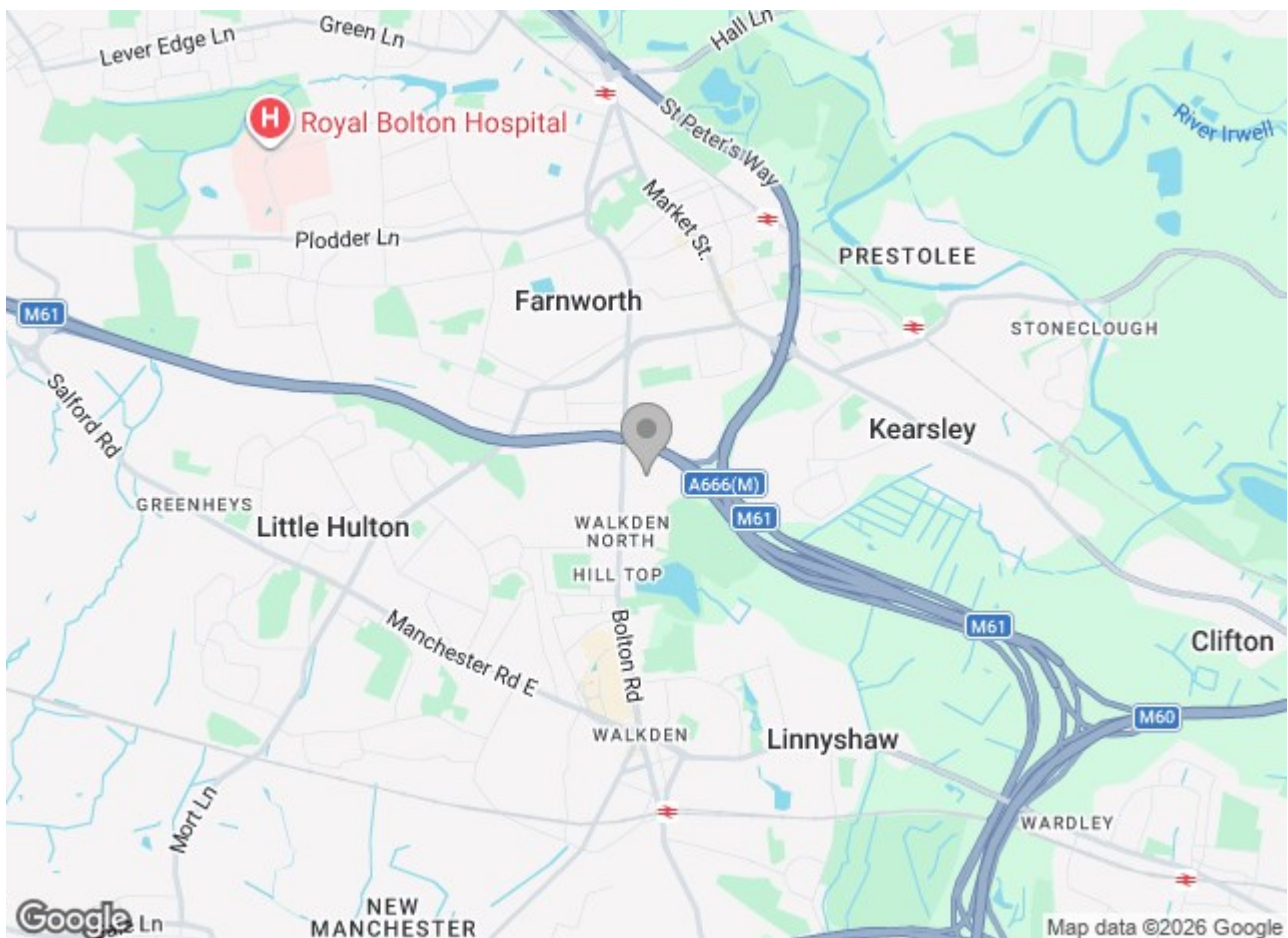 Lever Edge Ln
Green Ln
Hall Ln
H
Royal Bolton Hospital
St Peter's Way
River Irwell
Market St.
Plodder Ln
PRESTOLEE
Farnworth
M61
STONECLOUGH
Salford Rd
Kearsley
A666(M)
GREENHEYS
M61
Little Hulton
WALKDEN
NORTH
HILL TOP
Bolton Rd
M61
Manchester Rd E
Clifton
M60
WALKDEN
Linnyshaw
Mort Ln
WARDLEY
NEW
MANCHESTER
Google
Ln
Map data ©2026 Google